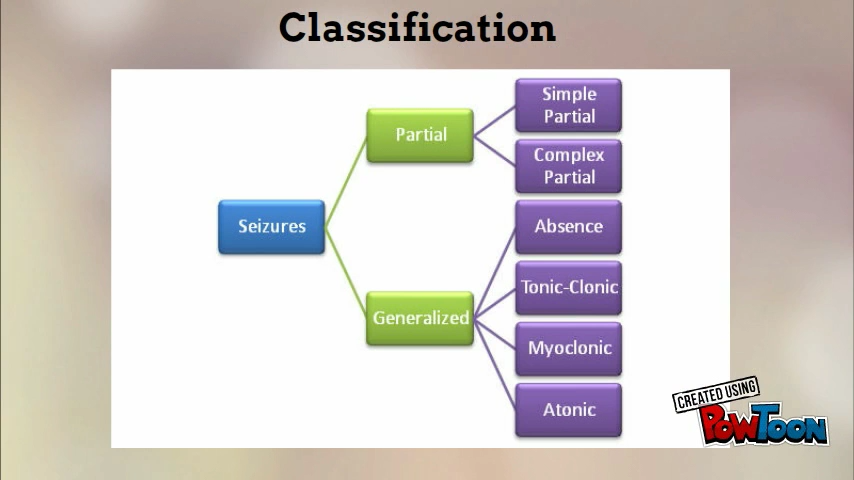 Classification
Seizures
Partial
Generalized
Simple
Partial
Complex
Partial
Absence
Tonic-Clonic
Myoclonic
Atonic
CREATED USING
POWTOON